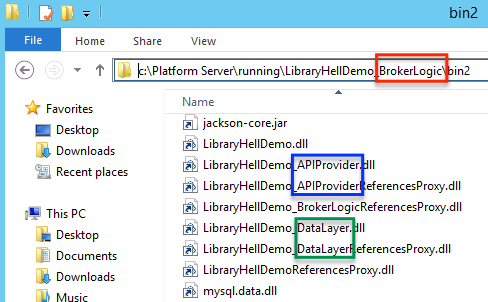 bin2
File Home Share View
c:\Platform Server\running\LibraryHellDemo_BrokerLogic\bin2
Favorites
Desktop
Downloads
Recent places
This PC
Desktop
Documents
Downloads
Music
Name
jackson-core.jar
LibraryHellDemo.dll
LibraryHellDemo_APIProvider.dll
LibraryHellDemo_APIProviderReferencesProxy.dll
LibraryHellDemo_BrokerLogicReferencesProxy.dll
LibraryHellDemo_DataLayer.dll
LibraryHellDemo_DataLayerReferencesProxy.dll
LibraryHellDemoReferencesProxy.dll
mysql.data.dll